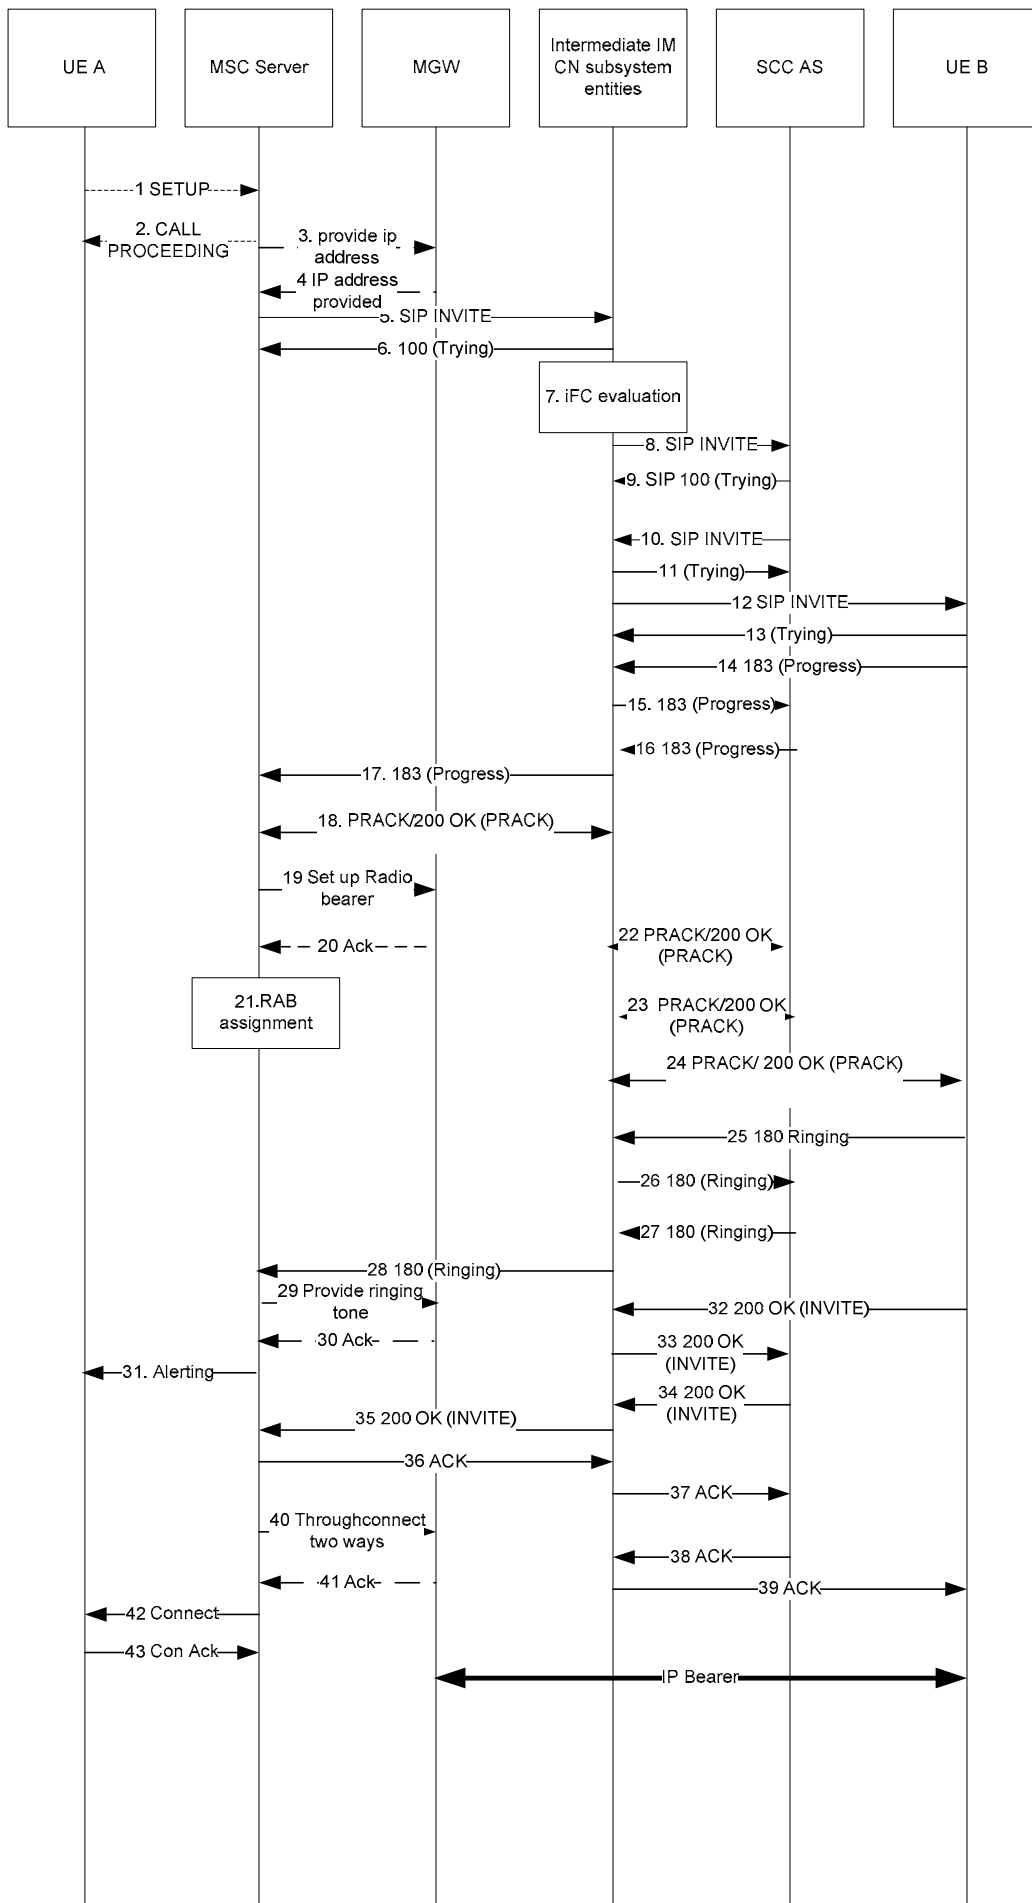 UE A
MSC Server
MGW
Intermediate IM
CN subsystem
entities
SCC AS
UE B
1 SETUP
2. CALL
PROCEEDING
3. provide ip
address
4 IP address
provided
5. SIP INVITE
6. 100 (Trying)
7. iFC evaluation
8. SIP INVITE
9. SIP 100 (Trying)
10. SIP INVITE
11 (Trying)
12 SIP INVITE
13 (Trying)
14 183 (Progress)
15. 183 (Progress)
16 183 (Progress)
17. 183 (Progress)
18. PRACK/200 OK (PRACK)
19 Set up Radio
bearer
20 Ack
22 PRACK/200 OK
(PRACK)
21.RAB
assignment
23 PRACK/200 OK
(PRACK)
24 PRACK/ 200 OK (PRACK)
25 180 Ringing
26 180 (Ringing)
27 180 (Ringing)
28 180 (Ringing)
29 Provide ringing
tone
32 200 OK (INVITE)
30 Ack
33 200 OK
(INVITE)
31. Alerting
34 200 OK
(INVITE)
35 200 OK (INVITE)
36 ACK
37 ACK
40 Throughconnect
two ways
38 ACK
41 Ack
39 ACK
42 Connect
43 Con Ack
IP Bearer